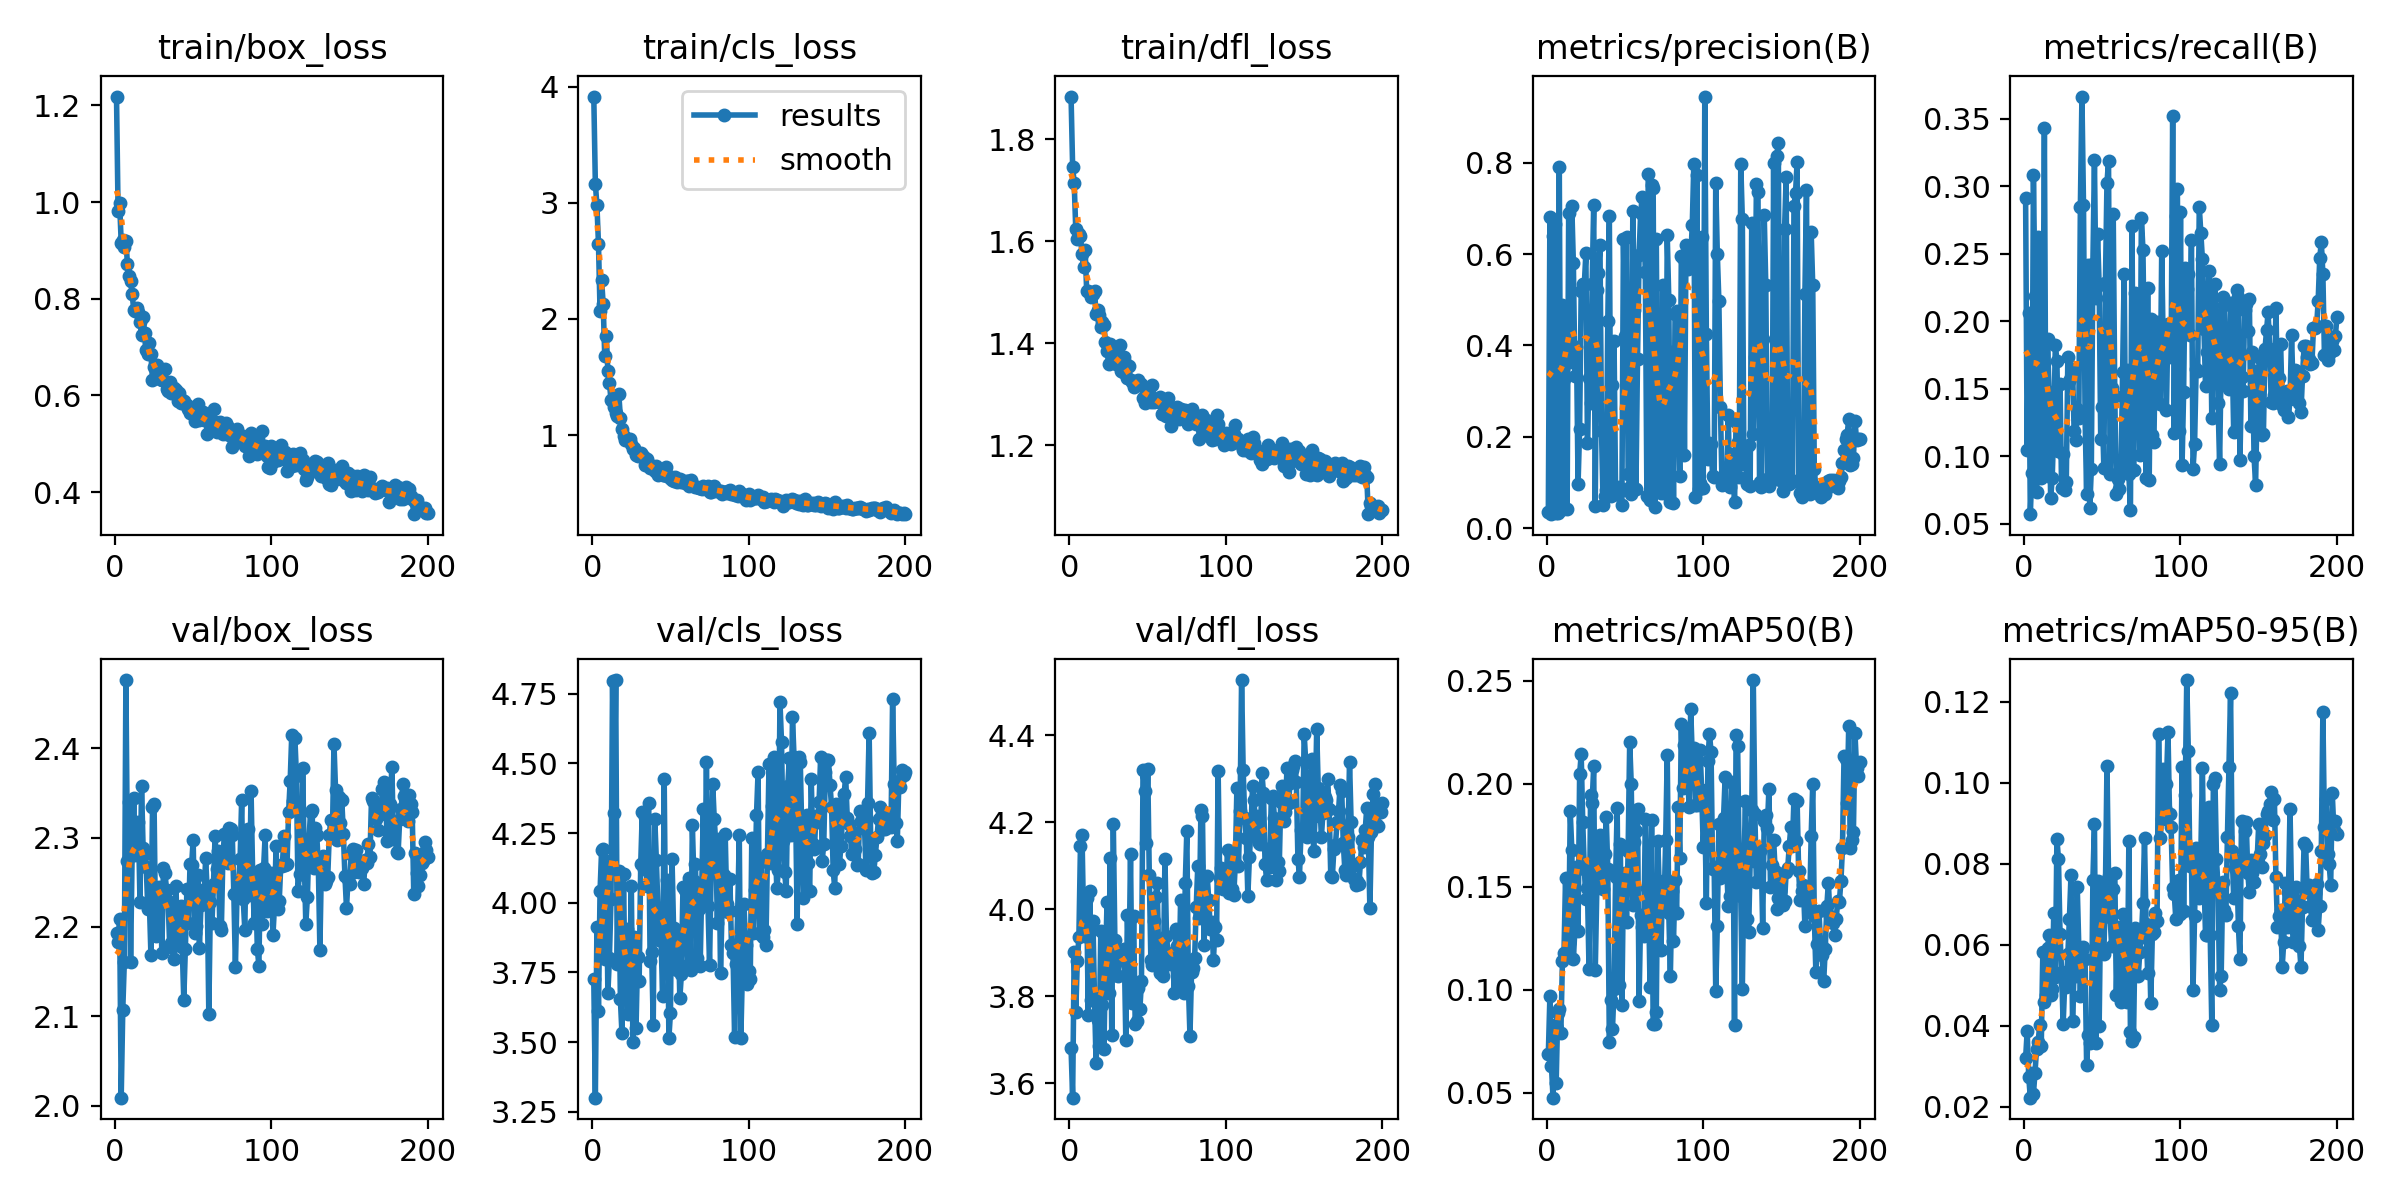 train/box_loss
1.2
1.0
0.8
0.6
0.4
0 100 200
train/cls_loss
results
smooth
4
3
2
1
0 100 200
train/dfl_loss
1.8
1.6
1.4
1.2
0 100 200
metrics/precision(B)
0.8
0.6
0.4
0.2
0.0
0 100 200
metrics/recall(B)
0.35
0.30
0.25
0.20
0.15
0.10
0.05
0 100 200
val/box_loss
2.4
2.3
2.2
2.1
2.0
0 100 200
val/cls_loss
4.75
4.50
4.25
4.00
3.75
3.50
3.25
0 100 200
val/dfl_loss
4.4
4.2
4.0
3.8
3.6
0 100 200
metrics/mAP50(B)
0.25
0.20
0.15
0.10
0.05
0 100 200
metrics/mAP50-95(B)
0.12
0.10
0.08
0.06
0.04
0.02
0 100 200